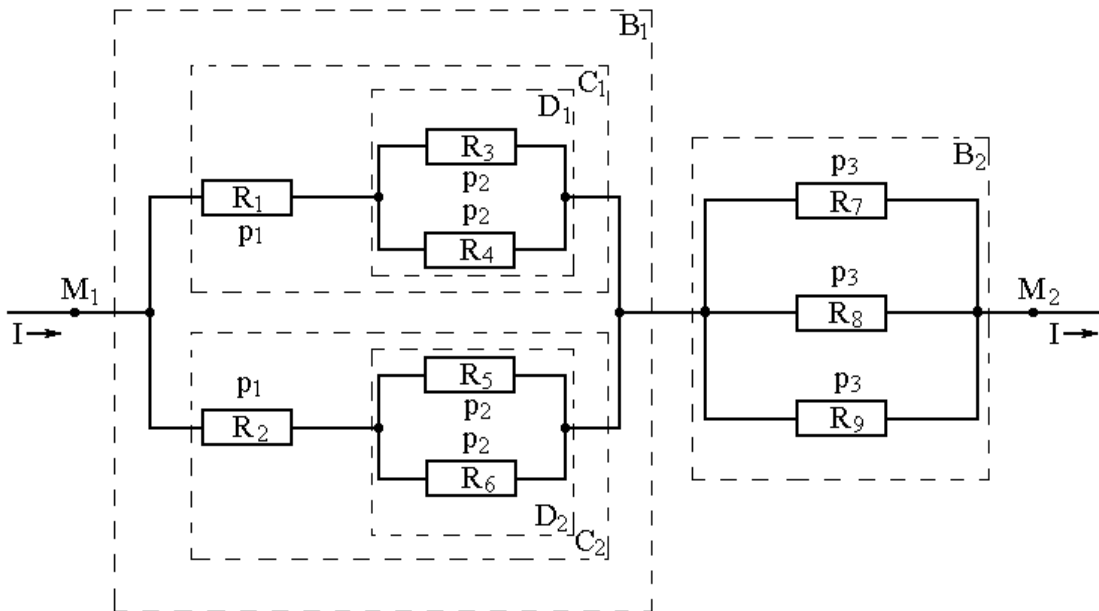 B₁
C₁
D₁
R₃
p₂
B₂
p₃
R₇
R₁
p₁
p₂
R₄
M₁
I
p₃
R₈
M₂
I
p₁
R₂
R₅
p₂
p₂
R₆
p₃
R₉
D₂
C₂